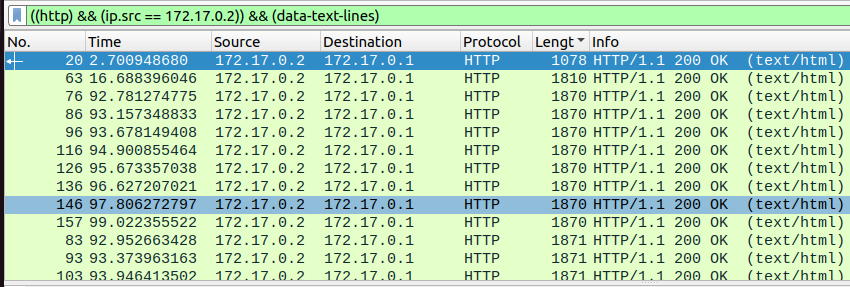 ((http) && (ip.src == 172.17.0.2)) && (data-text-lines)
No. Time Source Destination Protocol Lengt Info
20 2.700948680 172.17.0.2 172.17.0.1 HTTP 1078 HTTP/1.1 200 OK (text/html)
63 16.688396046 172.17.0.2 172.17.0.1 HTTP 1810 HTTP/1.1 200 OK (text/html)
76 92.781274775 172.17.0.2 172.17.0.1 HTTP 1870 HTTP/1.1 200 OK (text/html)
86 93.157348833 172.17.0.2 172.17.0.1 HTTP 1870 HTTP/1.1 200 OK (text/html)
96 93.678149408 172.17.0.2 172.17.0.1 HTTP 1870 HTTP/1.1 200 OK (text/html)
116 94.900855464 172.17.0.2 172.17.0.1 HTTP 1870 HTTP/1.1 200 OK (text/html)
126 95.673357038 172.17.0.2 172.17.0.1 HTTP 1870 HTTP/1.1 200 OK (text/html)
136 96.627207021 172.17.0.2 172.17.0.1 HTTP 1870 HTTP/1.1 200 OK (text/html)
146 97.806272797 172.17.0.2 172.17.0.1 HTTP 1870 HTTP/1.1 200 OK (text/html)
157 99.022355522 172.17.0.2 172.17.0.1 HTTP 1870 HTTP/1.1 200 OK (text/html)
83 92.952663428 172.17.0.2 172.17.0.1 HTTP 1871 HTTP/1.1 200 OK (text/html)
93 93.373963163 172.17.0.2 172.17.0.1 HTTP 1871 HTTP/1.1 200 OK (text/html)
103 93.946413502 172.17.0.2 172.17.0.1 HTTP 1871 HTTP/1.1 200 OK (text/html)